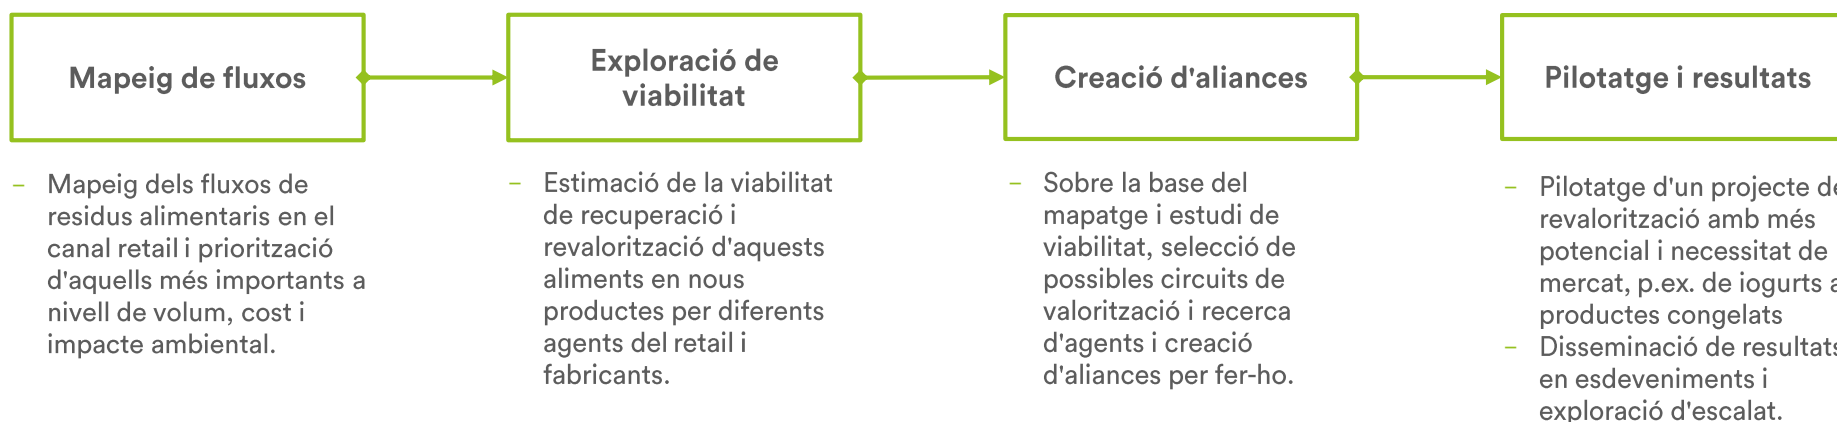 Mapeig de fluxos
– Mapeig dels fluxos de
residus alimentaris en el
canal retail i priorització
d'aquells més importants a
nivell de volum, cost i
impacte ambiental.
Exploració de
viabilitat
– Estimació de la viabilitat
de recuperació i
revalorització d'aquests
aliments en nous
productes per diferents
agents del retail i
fabricants.
Creació d'aliances
– Sobre la base del
mapatge i estudi de
viabilitat, selecció de
possibles circuits de
valorització i recerca
d'agents i creació
d'aliances per fer-ho.
Pilotatge i resultats
– Pilotatge d'un projecte de
revalorització amb més
potencial i necessitat de
mercat, p.ex. de iogurts a
productes congelats
– Disseminació de resultats
en esdeveniments i
exploració d'escalat.